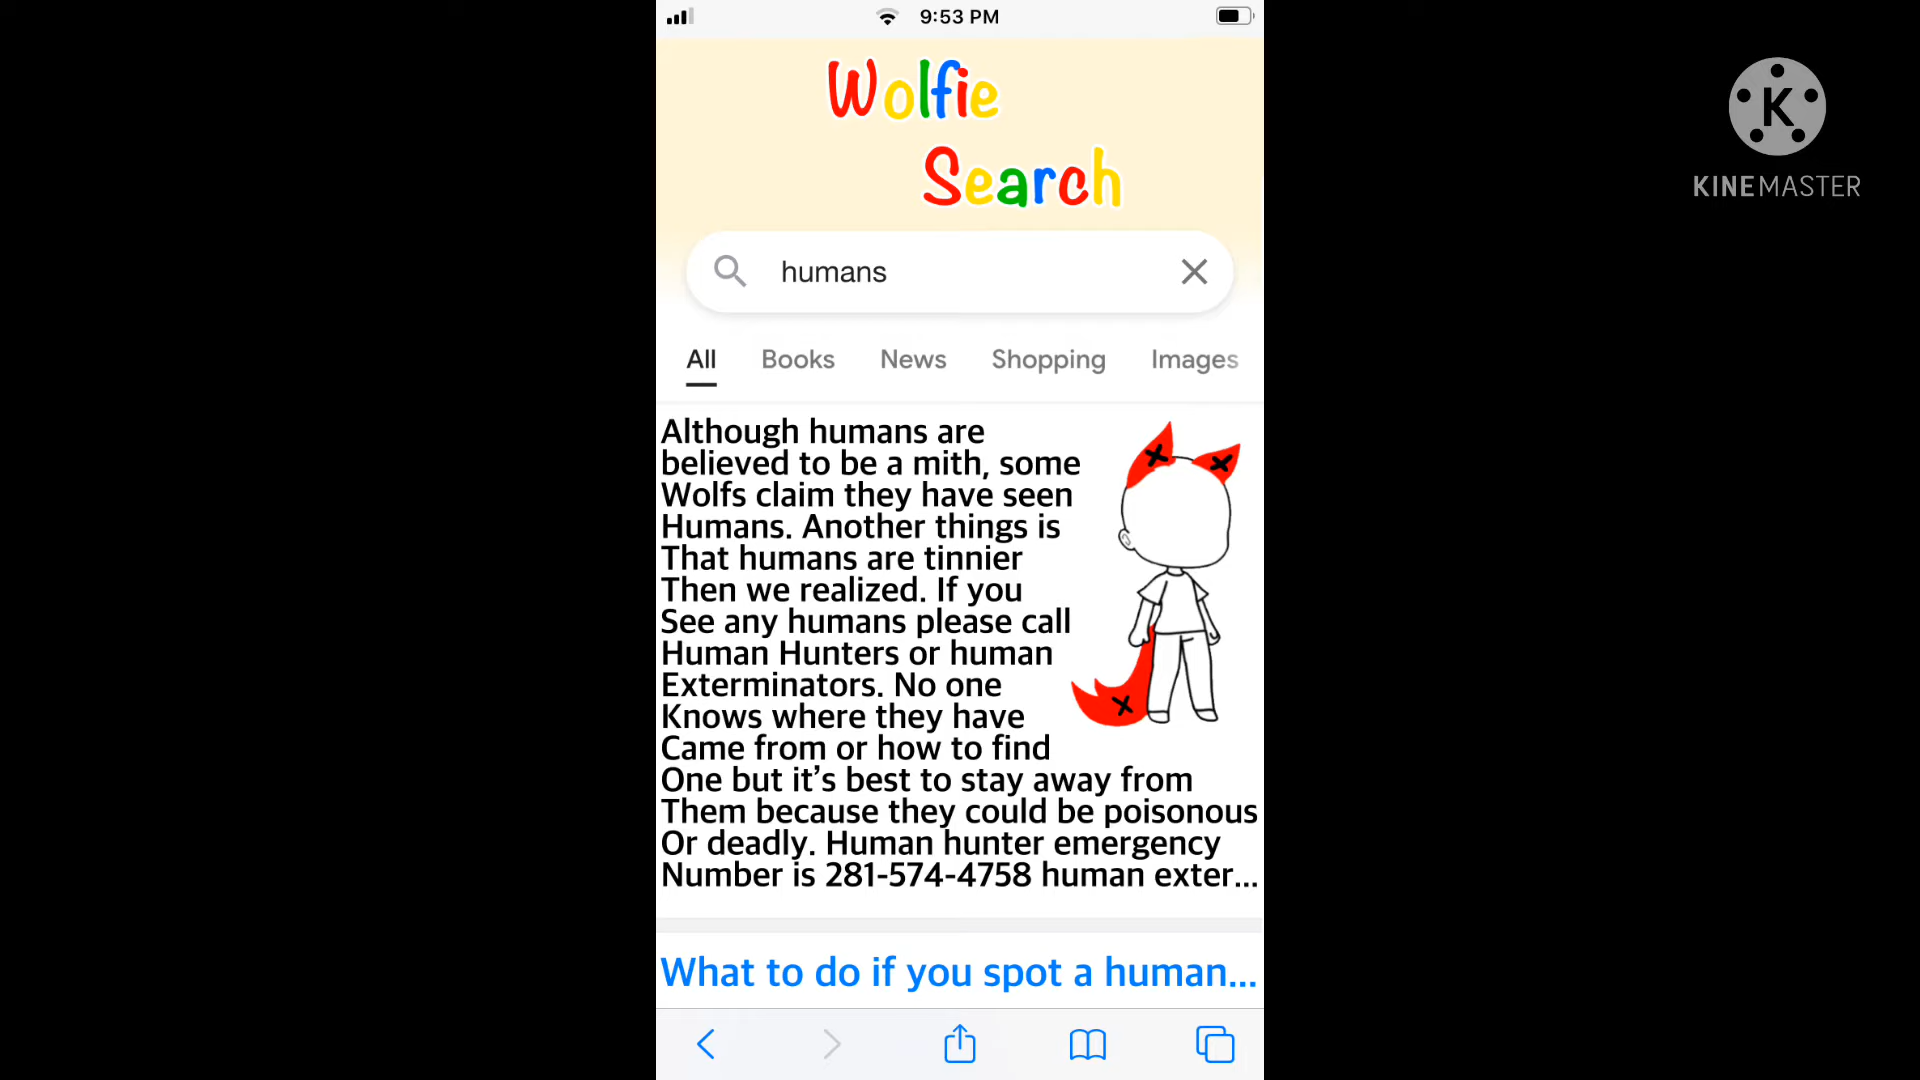 9:53 PM
Wolfie
Search
humans
All Books News Shopping Images
Although humans are
believed to be a mith, some
Wolfs claim they have seen
Humans. Another things is
That humans are tinnier
Then we realized. If you
See any humans please call
Human Hunters or human
Exterminators. No one
Knows where they have
Came from or how to find
One but it's best to stay away from
Them because they could be poisonous
Or deadly. Human hunter emergency
Number is 281-574-4758 human exter...
What to do if you spot a human...
K
KINEMASTER